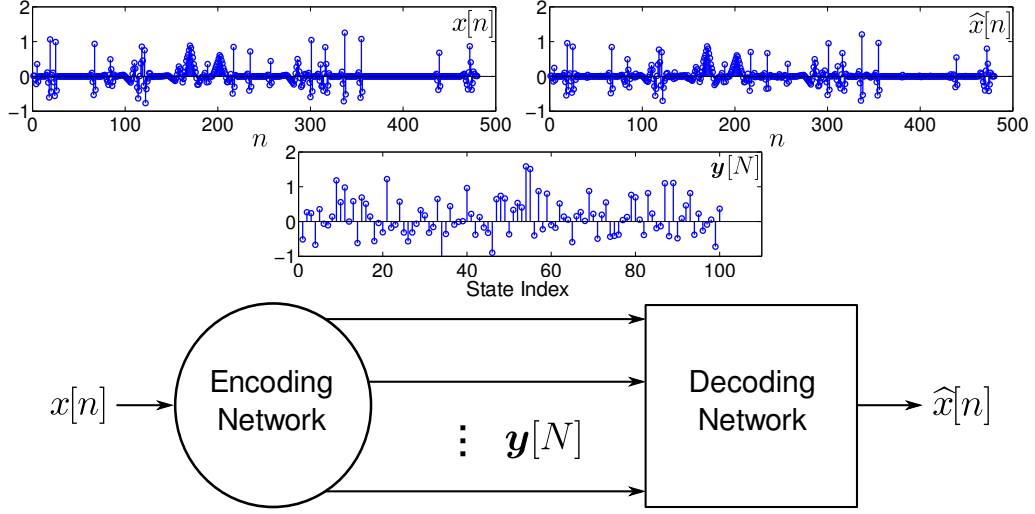 2
1
0
−1
x[n]
0
100
200
300
400
500
n
2
1
0
−1
x̂[n]
0
100
200
300
400
500
n
2
1
0
−1
y[N]
0
20
40
60
80
100
State Index
x[n]
Encoding
Network
⋮ y[N]
Decoding
Network
x̂[n]